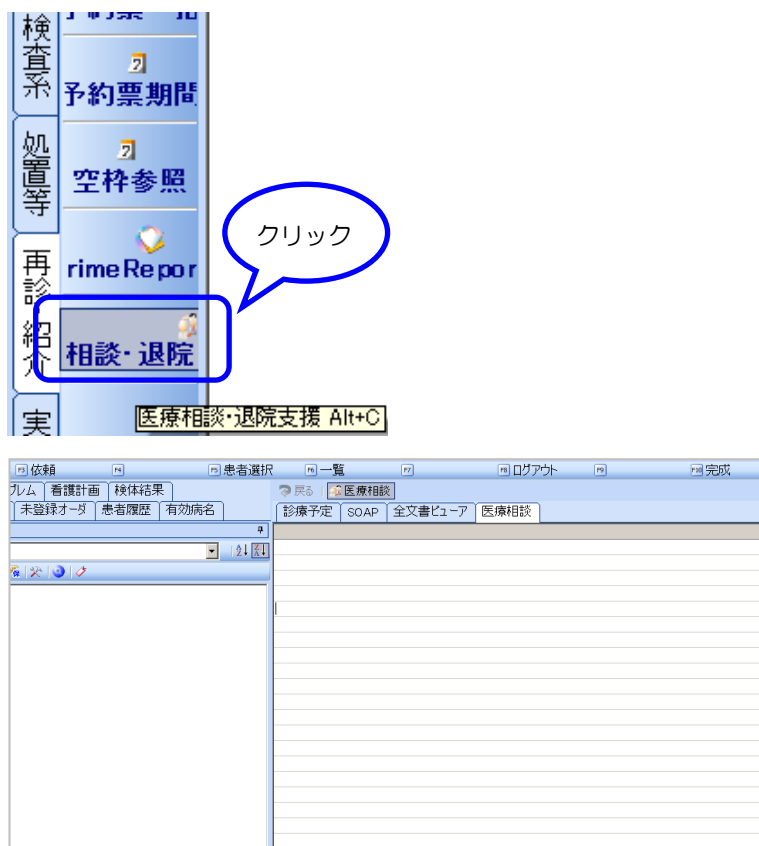 検査系
予約票期間
処置等
空枠参照
クリック
再診・紹介
rimeRepor
相談・退院
実
医療相談・退院支援 Alt+C
F3 依頼 F4 F5 患者選択 F6 一覧 F7 F8 ログアウト F9 F10 完成
ブレム 看護計画 検体結果
戻る 医療相談
未登録オーダ 患者履歴 有効病名
診療予定 SOAP 全文書ビューア 医療相談